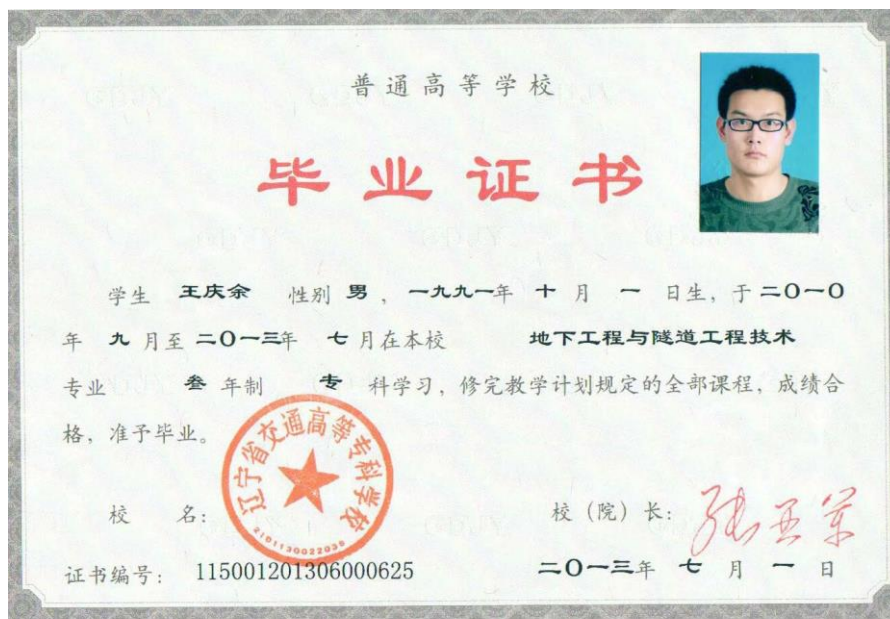 普通高等学校
毕业证书
学生 王庆余 性别 男 ，一九九一年 十 月 一 日生，于二0一0
年 九 月至 二0一三年 七 月在本校 地下工程与隧道工程技术
专业 叁 年制 专 科学习，修完教学计划规定的全部课程，成绩合
格，准予毕业。
辽宁省交通高等专科学校
2101130022039
校 名： 校（院）长：
证书编号： 115001201306000625 二0一三年 七 月 一 日